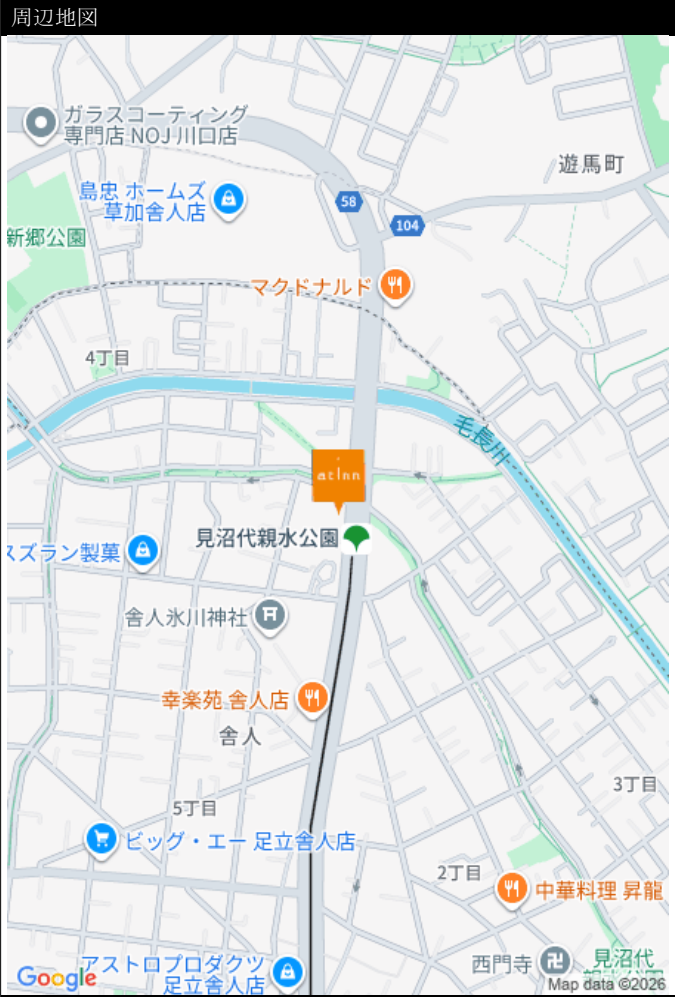 周辺地図
ガラスコーティング
専門店 NOJ 川口店
遊馬町
島忠 ホームズ
草加舎人店
58
104
新郷公園
マクドナルド
4丁目
毛長川
at inn
見沼代親水公園
スズラン製菓
舎人氷川神社
幸楽苑 舎人店
舎人
3丁目
5丁目
ビッグ・エー 足立舎人店
2丁目
中華料理 昇龍
西門寺
見沼代
アストロプロダクツ
足立舎人店
Google
Map data ©2026